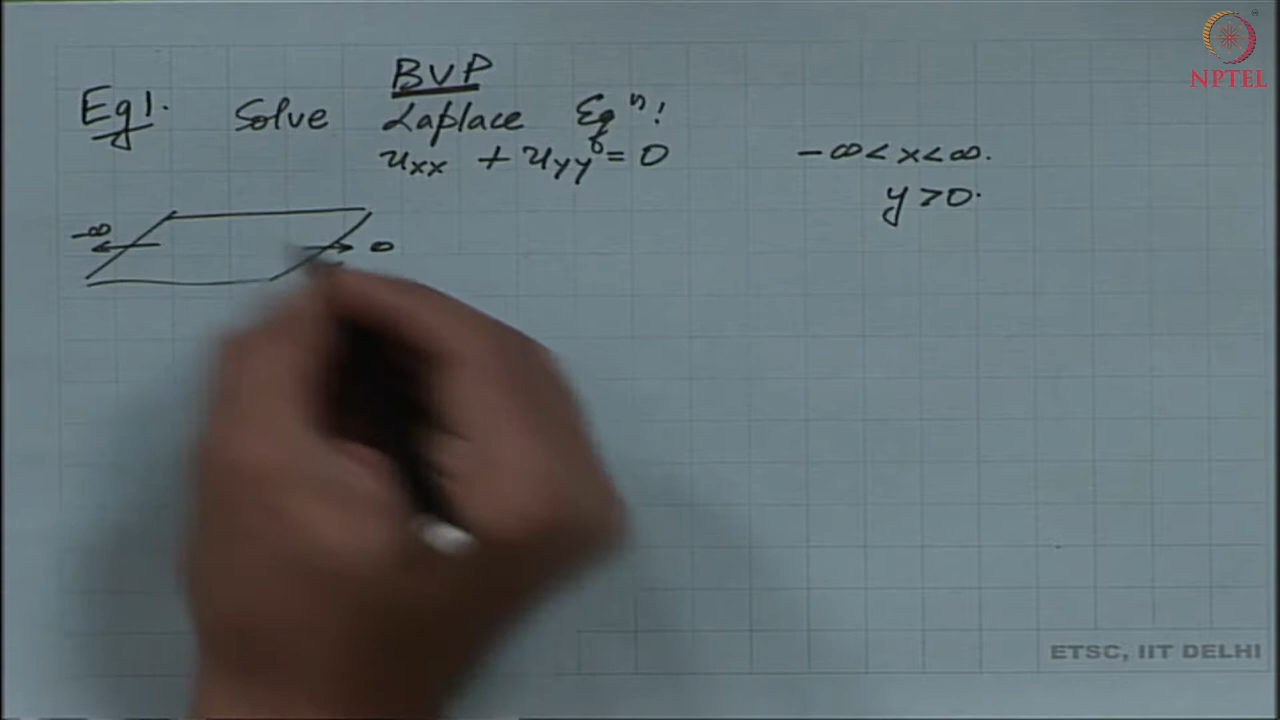 BVP
Eg1. Solve Laplace Eqⁿ:
uxx + uyy = 0
-∞ < x < ∞.
y > 0.
-∞
∞
NPTEL
ETSC, IIT DELHI